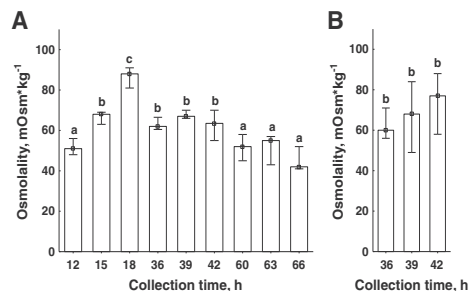 A
Osmolality, mOsm*kg-1
100
80
60
40
20
0
a
b
c
b
b
b
a
a
a
12 15 18 36 39 42 60 63 66
Collection time, h
B
Osmolality, mOsm*kg-1
100
80
60
40
20
0
b
b
b
36 39 42
Collection time, h